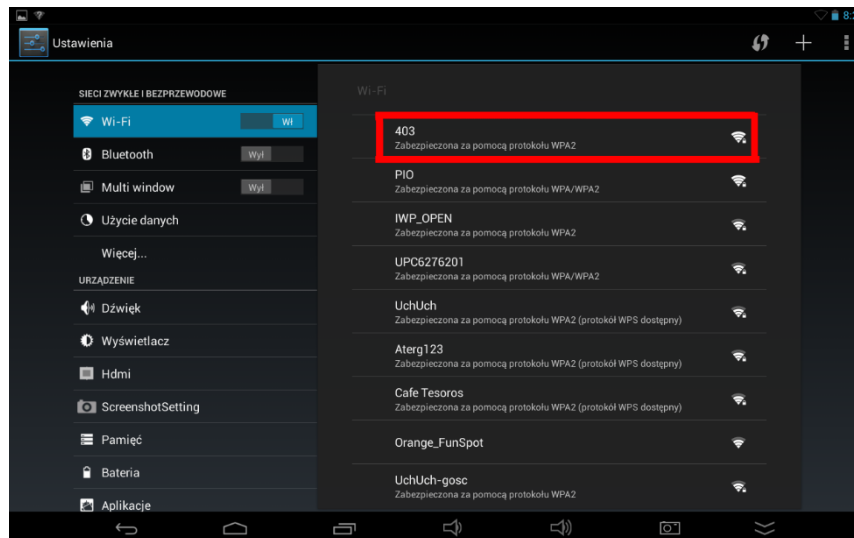 8:
Ustawienia
SIECI ZWYKŁE I BEZPRZEWODOWE
Wi-Fi
Wł
Bluetooth
Wył
Multi window
Wył
Użycie danych
Więcej...
URZĄDZENIE
Dźwięk
Wyświetlacz
Hdmi
ScreenshotSetting
Pamięć
Bateria
Aplikacje
Wi-Fi
403
Zabezpieczona za pomocą protokołu WPA2
PIO
Zabezpieczona za pomocą protokołu WPA/WPA2
IWP_OPEN
Zabezpieczona za pomocą protokołu WPA2
UPC6276201
Zabezpieczona za pomocą protokołu WPA/WPA2
UchUch
Zabezpieczona za pomocą protokołu WPA2 (protokół WPS dostępny)
Aterg123
Zabezpieczona za pomocą protokołu WPA2 (protokół WPS dostępny)
Cafe Tesoros
Zabezpieczona za pomocą protokołu WPA2 (protokół WPS dostępny)
Orange_FunSpot
UchUch-gosc
Zabezpieczona za pomocą protokołu WPA2